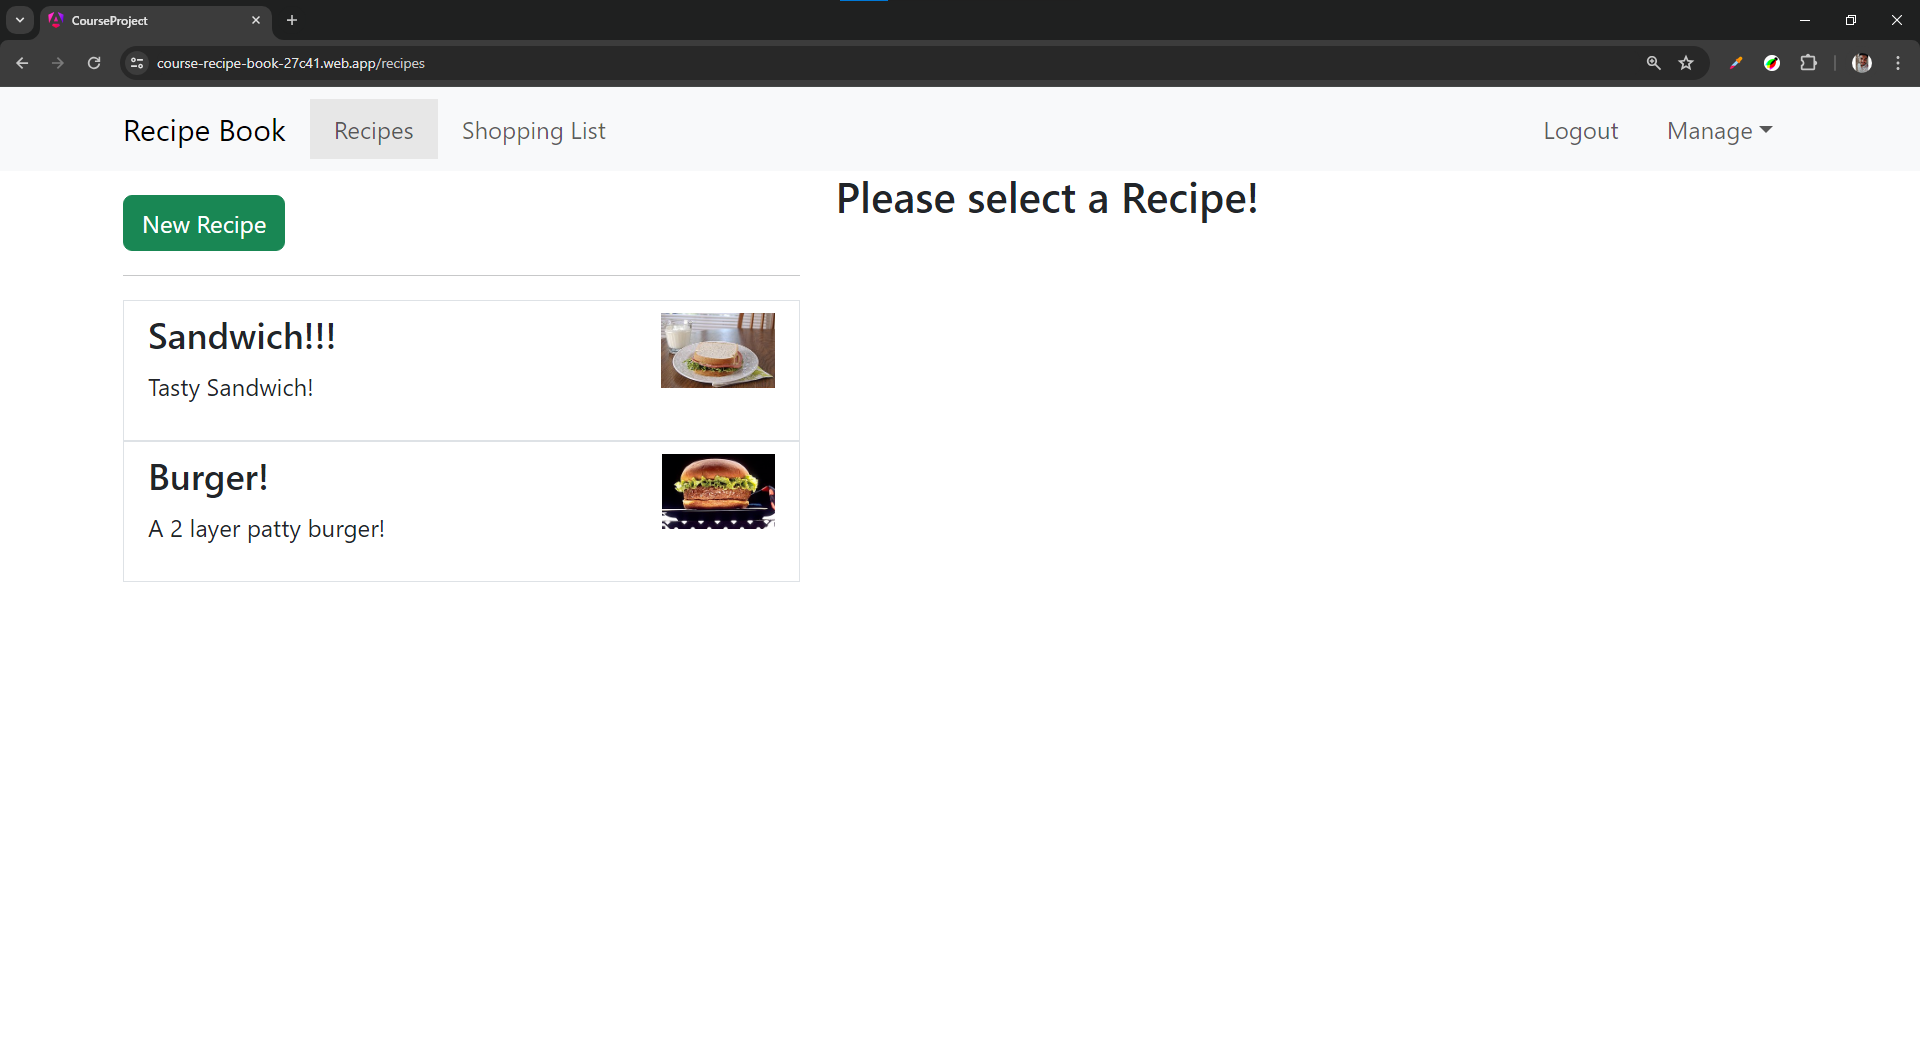 CourseProject
course-recipe-book-27c41.web.app/recipes
Recipe Book Recipes Shopping List Logout Manage
New Recipe
Please select a Recipe!
Sandwich!!!
Tasty Sandwich!
Burger!
A 2 layer patty burger!